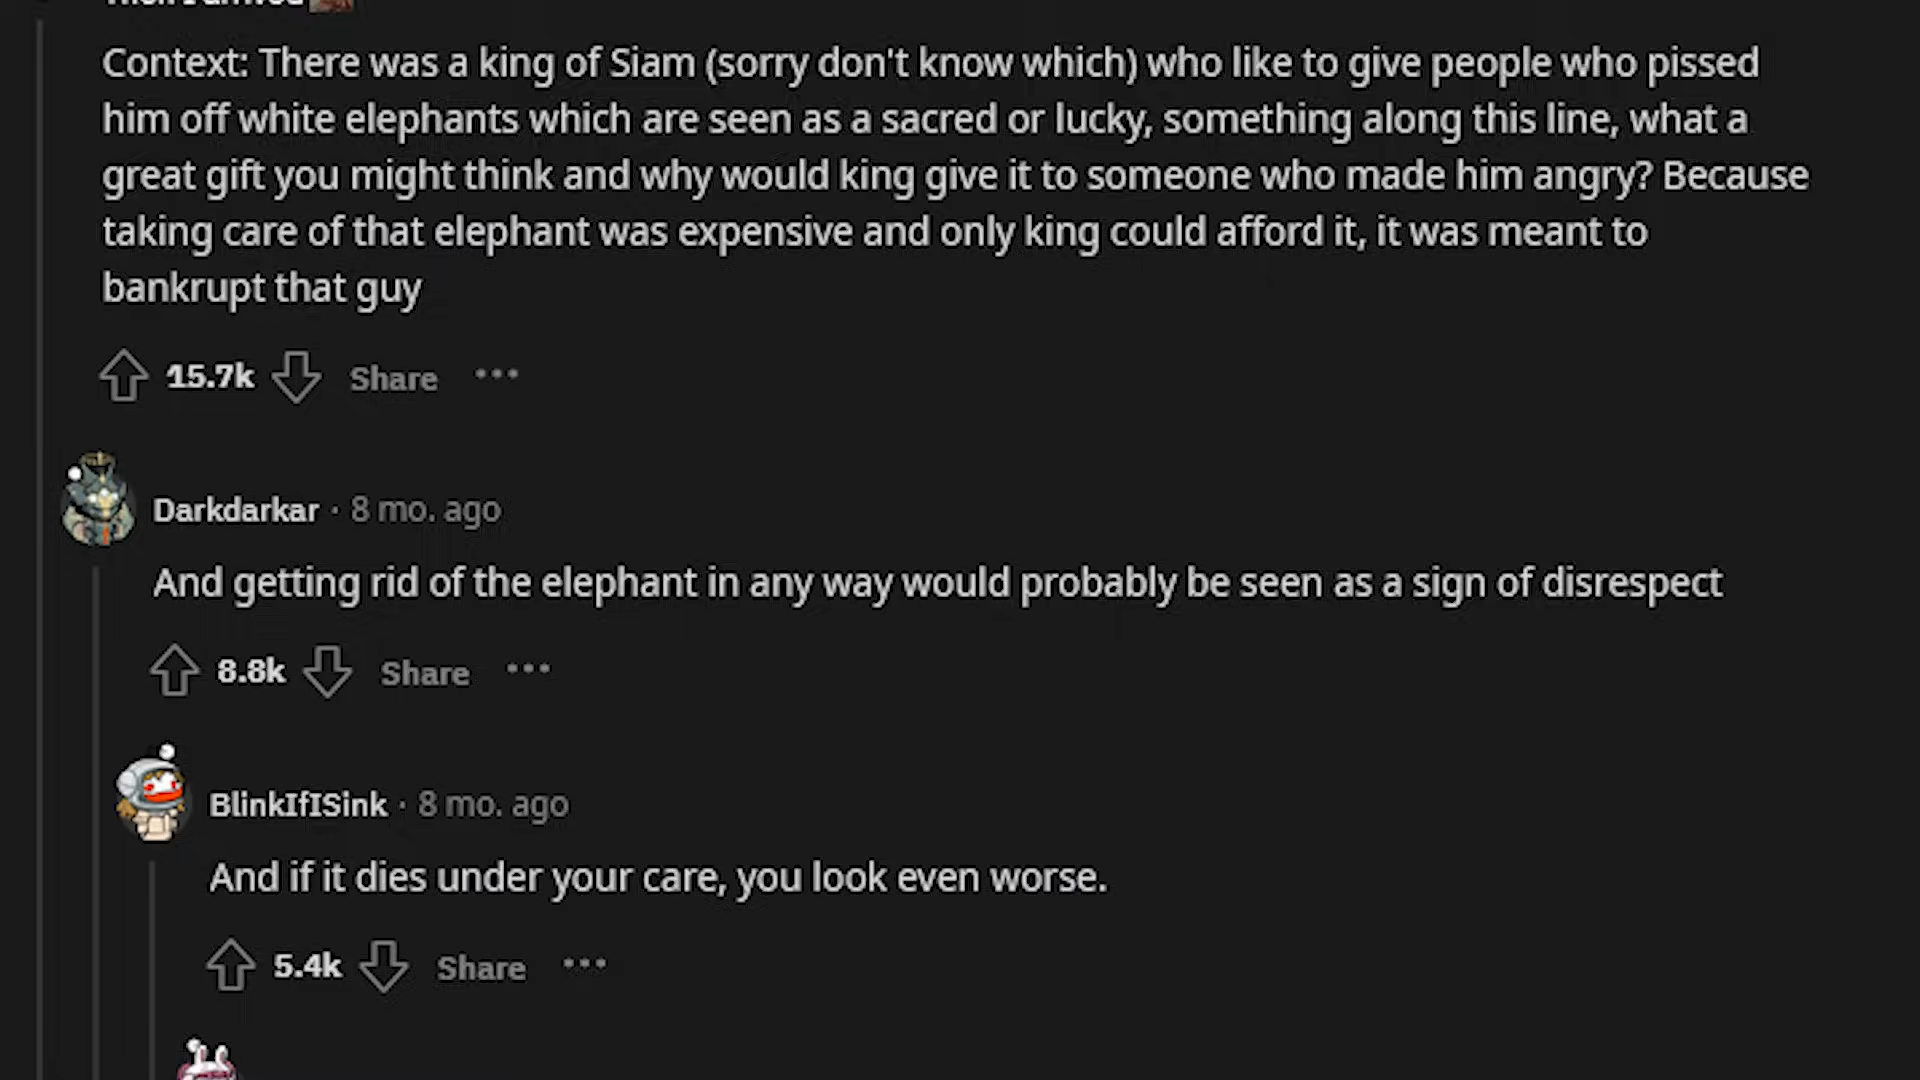 Context: There was a king of Siam (sorry don't know which) who like to give people who pissed
him off white elephants which are seen as a sacred or lucky, something along this line, what a
great gift you might think and why would king give it to someone who made him angry? Because
taking care of that elephant was expensive and only king could afford it, it was meant to
bankrupt that guy
15.7k Share ···
Darkdarkar · 8 mo. ago
And getting rid of the elephant in any way would probably be seen as a sign of disrespect
8.8k Share ···
BlinkIfISink · 8 mo. ago
And if it dies under your care, you look even worse.
5.4k Share ···